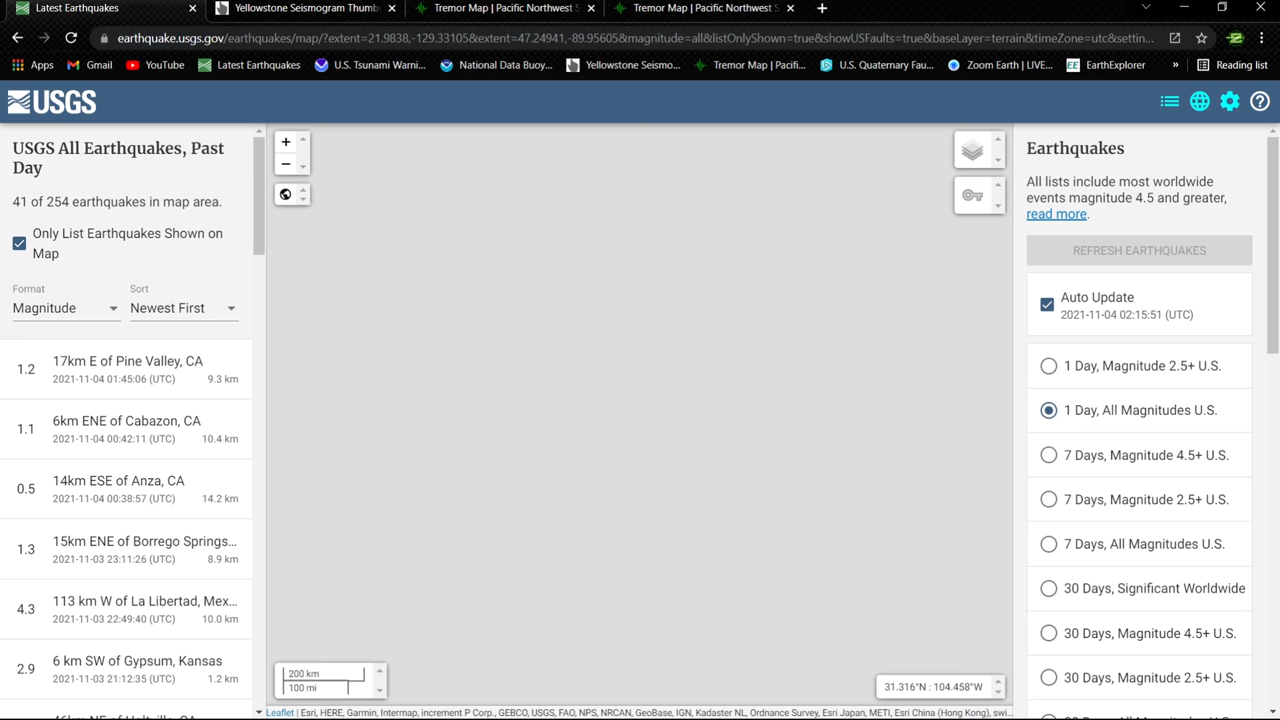 Latest Earthquakes
Yellowstone Seismogram Thumb
Tremor Map | Pacific Northwest S
Tremor Map | Pacific Northwest S
earthquake.usgs.gov/earthquakes/map/?extent=21.9838,-129.33105&extent=47.24941,-89.95605&magnitude=all&listOnlyShown=true&showUSFaults=true&baseLayer=terrain&timeZone=utc&settin...
Apps
Gmail
YouTube
Latest Earthquakes
U.S. Tsunami Warni...
National Data Buoy...
Yellowstone Seismo...
Tremor Map | Pacifi...
U.S. Quaternary Fau...
Zoom Earth | LIVE...
EE
EarthExplorer
»
Reading list
USGS
USGS All Earthquakes, Past
Day
41 of 254 earthquakes in map area.
Only List Earthquakes Shown on
Map
Format
Sort
Magnitude
Newest First
1.2
17km E of Pine Valley, CA
2021-11-04 01:45:06 (UTC)
9.3 km
1.1
6km ENE of Cabazon, CA
2021-11-04 00:42:11 (UTC)
10.4 km
0.5
14km ESE of Anza, CA
2021-11-04 00:38:57 (UTC)
14.2 km
1.3
15km ENE of Borrego Springs...
2021-11-03 23:11:26 (UTC)
8.9 km
4.3
113 km W of La Libertad, Mex...
2021-11-03 22:49:40 (UTC)
10.0 km
2.9
6 km SW of Gypsum, Kansas
2021-11-03 21:12:35 (UTC)
1.2 km
+
−
200 km
100 mi
31.316°N : 104.458°W
Leaflet | Esri, HERE, Garmin, Intermap, increment P Corp., GEBCO, USGS, FAO, NPS, NRCAN, GeoBase, IGN, Kadaster NL, Ordnance Survey, Esri Japan, METI, Esri China (Hong Kong), swi...
Earthquakes
All lists include most worldwide
events magnitude 4.5 and greater,
read more.
REFRESH EARTHQUAKES
Auto Update
2021-11-04 02:15:51 (UTC)
1 Day, Magnitude 2.5+ U.S.
1 Day, All Magnitudes U.S.
7 Days, Magnitude 4.5+ U.S.
7 Days, Magnitude 2.5+ U.S.
7 Days, All Magnitudes U.S.
30 Days, Significant Worldwide
30 Days, Magnitude 4.5+ U.S.
30 Days, Magnitude 2.5+ U.S.